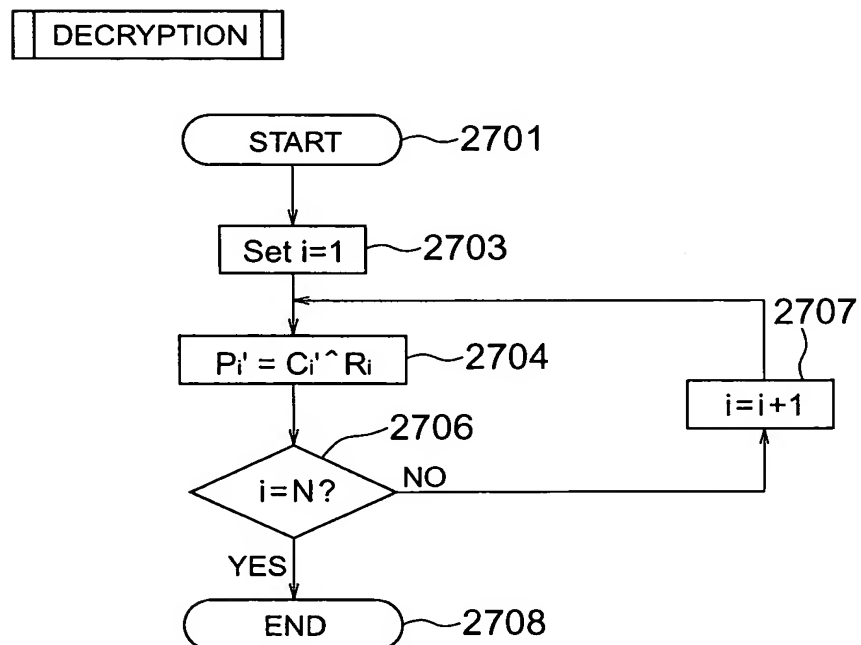 DECRYPTION
START 2701
Set i=1 2703
2707
Pi' = Ci'^Ri 2704
i=i+1
2706
i=N? NO
YES
END 2708